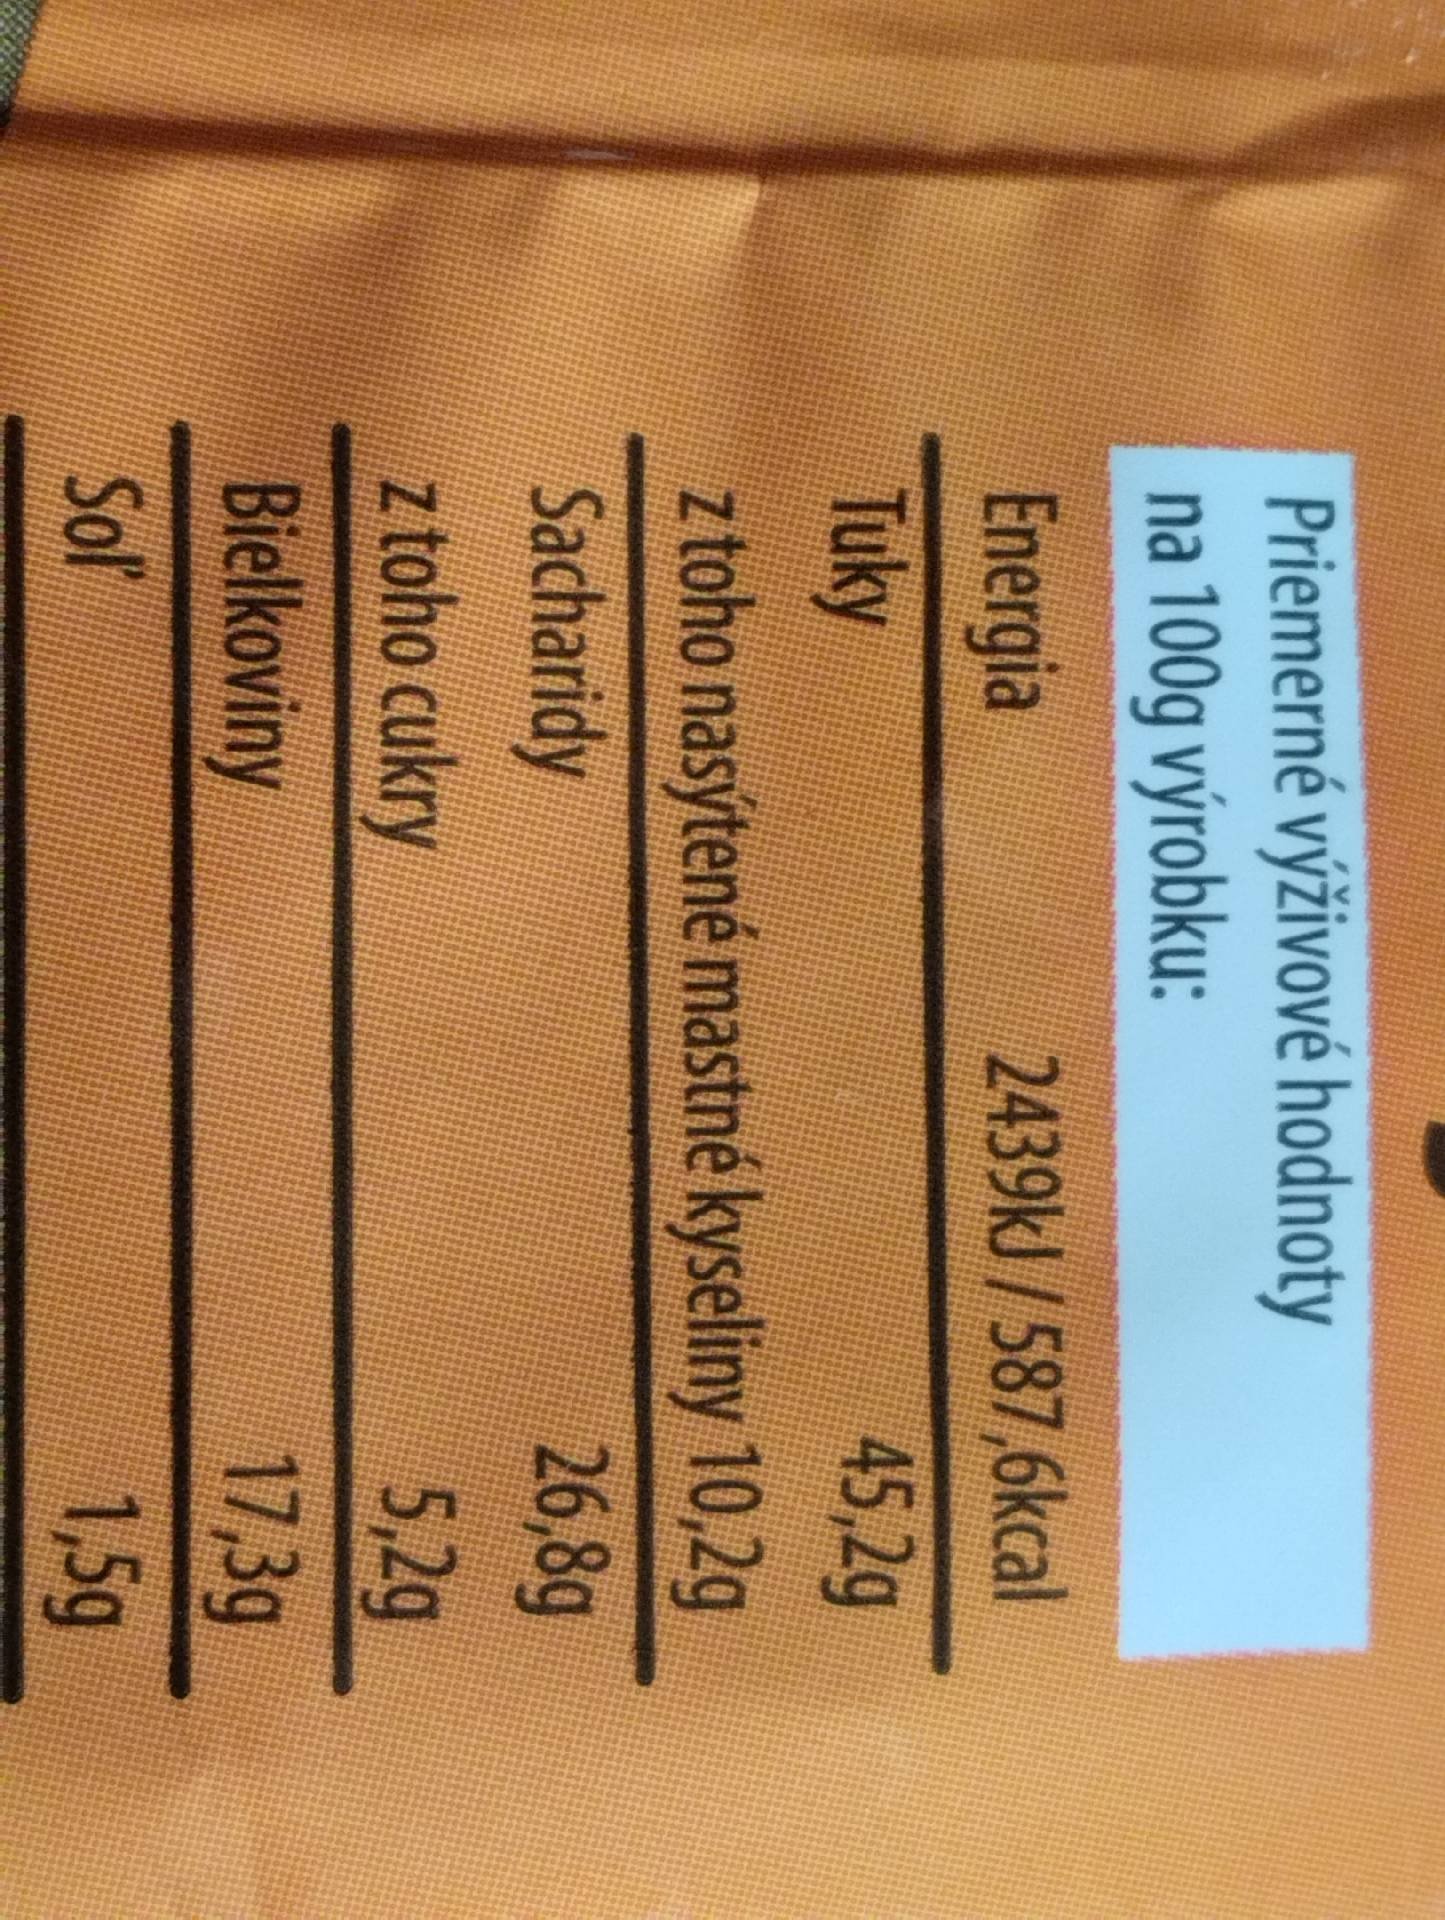 Priemerné výživové hodnoty
na 100g výrobku:
Energia 2439kJ / 587,6kcal
Tuky 45,2g
z toho nasýtené mastné kyseliny 10,2g
Sacharidy 26,8g
z toho cukry 5,2g
Bielkoviny 17,3g
Soľ 1,5g